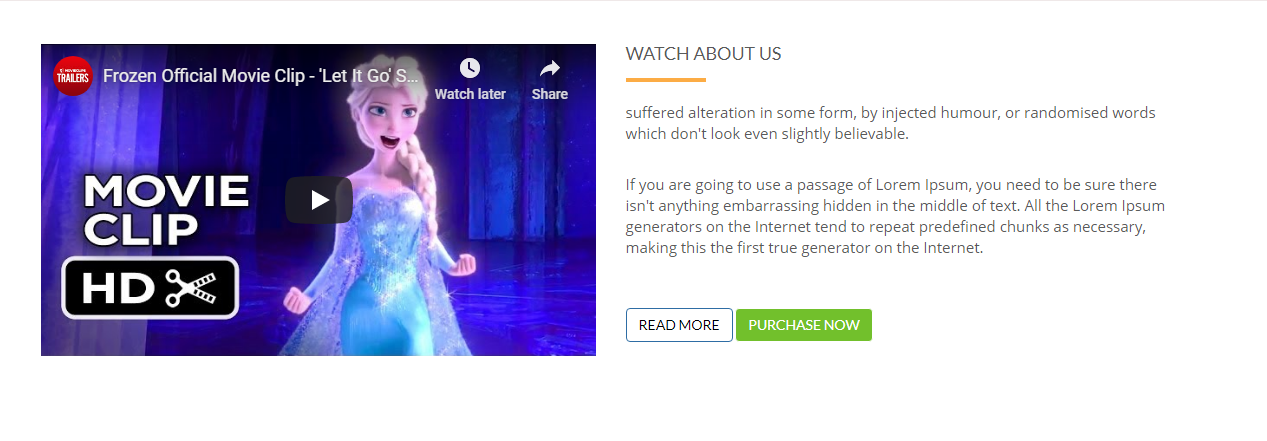 MOVIECLIPS
TRAILERS
Frozen Official Movie Clip - 'Let It Go' S...
Watch later
Share
MOVIE
CLIP
HD
WATCH ABOUT US
suffered alteration in some form, by injected humour, or randomised words
which don't look even slightly believable.
If you are going to use a passage of Lorem Ipsum, you need to be sure there
isn't anything embarrassing hidden in the middle of text. All the Lorem Ipsum
generators on the Internet tend to repeat predefined chunks as necessary,
making this the first true generator on the Internet.
READ MORE
PURCHASE NOW